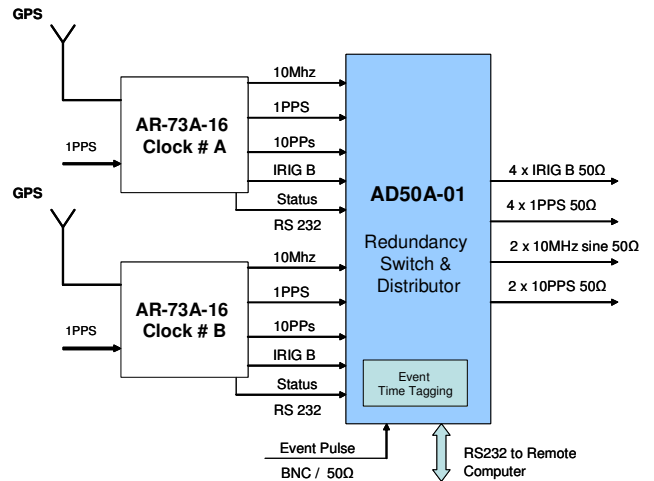 GPS
1PPS
AR-73A-16
Clock # A
10Mhz
1PPS
10PPs
IRIG B
Status
RS 232
GPS
1PPS
AR-73A-16
Clock # B
10Mhz
1PPS
10PPs
IRIG B
Status
RS 232
AD50A-01
Redundancy
Switch &
Distributor
Event
Time Tagging
4 x IRIG B 50Ω
4 x 1PPS 50Ω
2 x 10MHz sine 50Ω
2 x 10PPS 50Ω
Event Pulse
BNC / 50Ω
RS232 to Remote
Computer